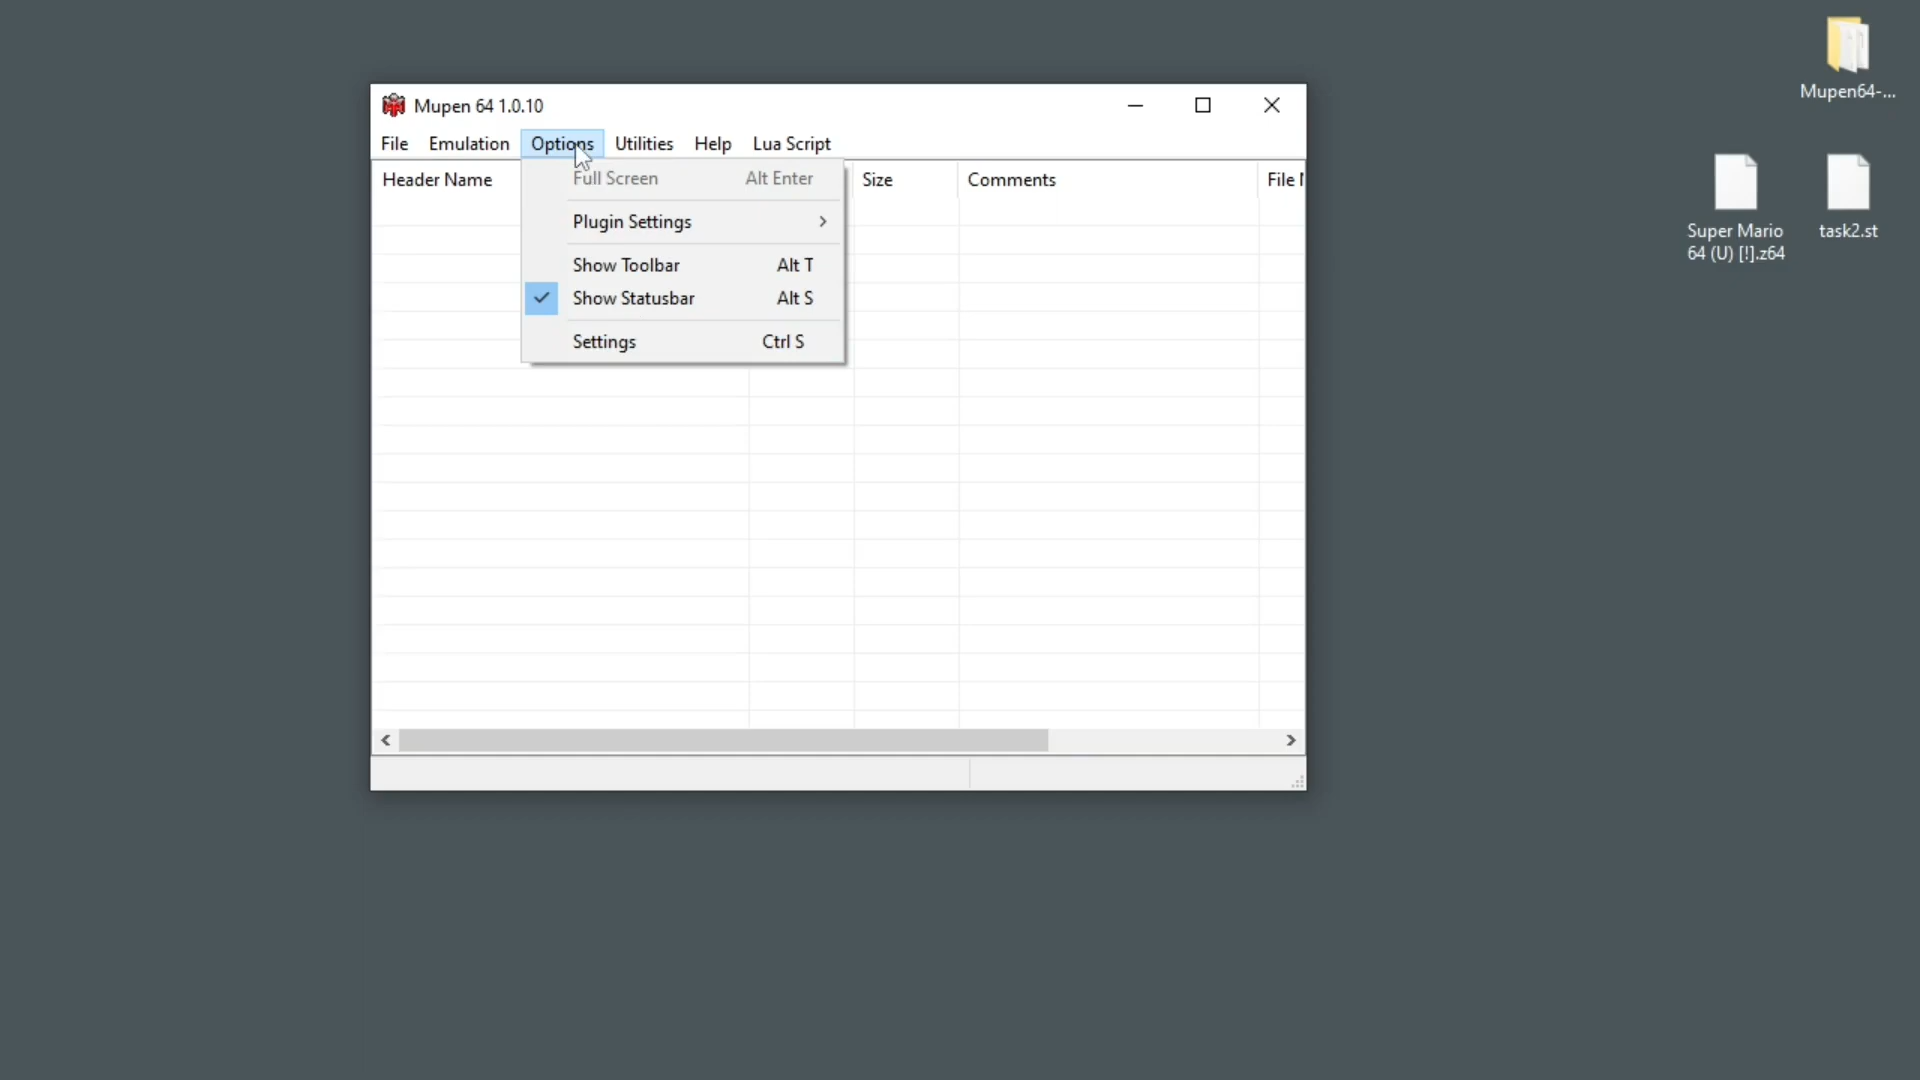 Mupen 64 1.0.10
File Emulation Options Utilities Help Lua Script
Header Name Size Comments
Full Screen Alt Enter
Plugin Settings
Show Toolbar Alt T
Show Statusbar Alt S
Settings Ctrl S
Mupen64-...
Super Mario
64 (U) [!].z64
task2.st